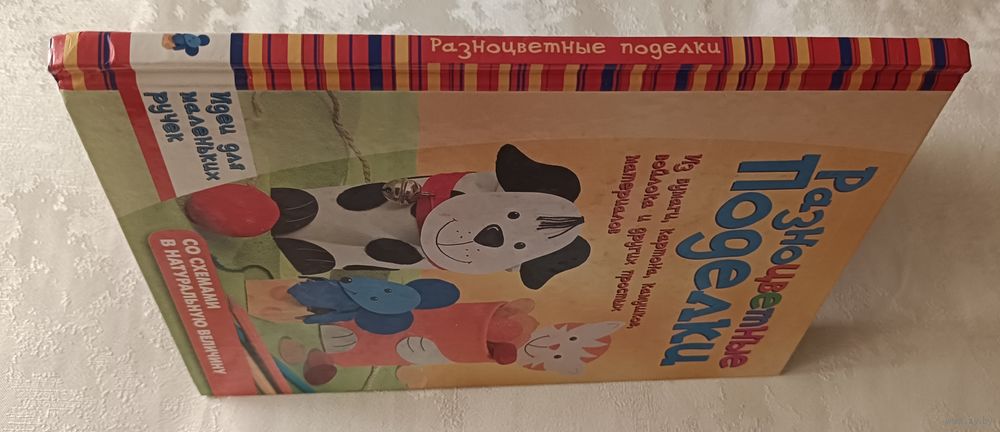 Разноцветные поделки
Разноцветные
Поделки
Из бумаги, картона, камушков,
войлока и других простых
материалов
Идеи для
маленьких
ручек
СО СХЕМАМИ
В НАТУРАЛЬНУЮ ВЕЛИЧИНУ